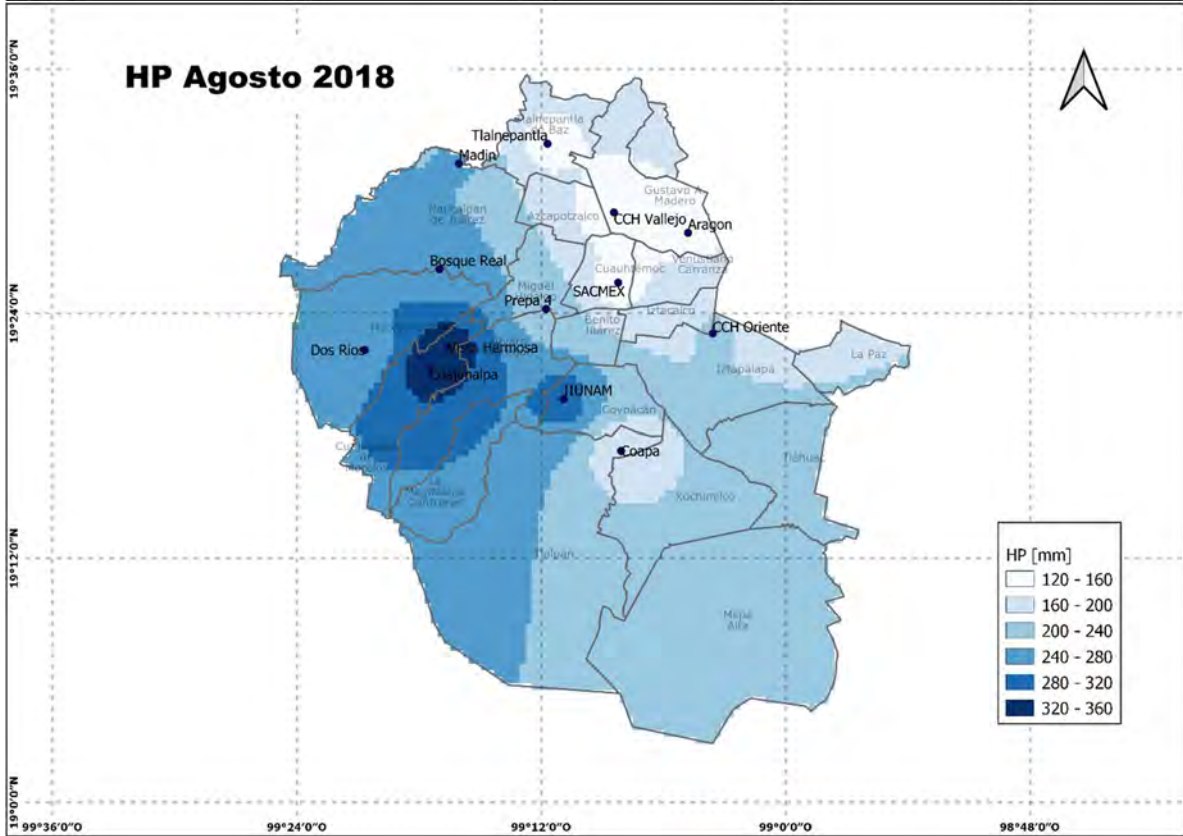 HP Agosto 2018
Tlalnepantla
de Baz
Tlalnepantla
Madin
Gustavo A.
Madero
Naucalpan
de Juárez
Azcapotzalco
CCH Vallejo
Aragon
Bosque Real
Cuauhtémoc
Venustiano
Carranza
SACMEX
Miguel
Hidalgo
Prepa 4
Iztacalco
Benito
Juárez
CCH Oriente
Dos Rios
Vista Hermosa
Iztapalapa
La Paz
Cuajimalpa
IIUNAM
Coyoacán
Coapa
Tláhuac
La
Magdalena
Contreras
Xochimilco
Tlalpan
Milpa
Alta
HP [mm]
120 - 160
160 - 200
200 - 240
240 - 280
280 - 320
320 - 360
19°36'0"N
19°24'0"N
19°12'0"N
19°0'0"N
99°36'0"O
99°24'0"O
99°12'0"O
99°0'0"O
98°48'0"O